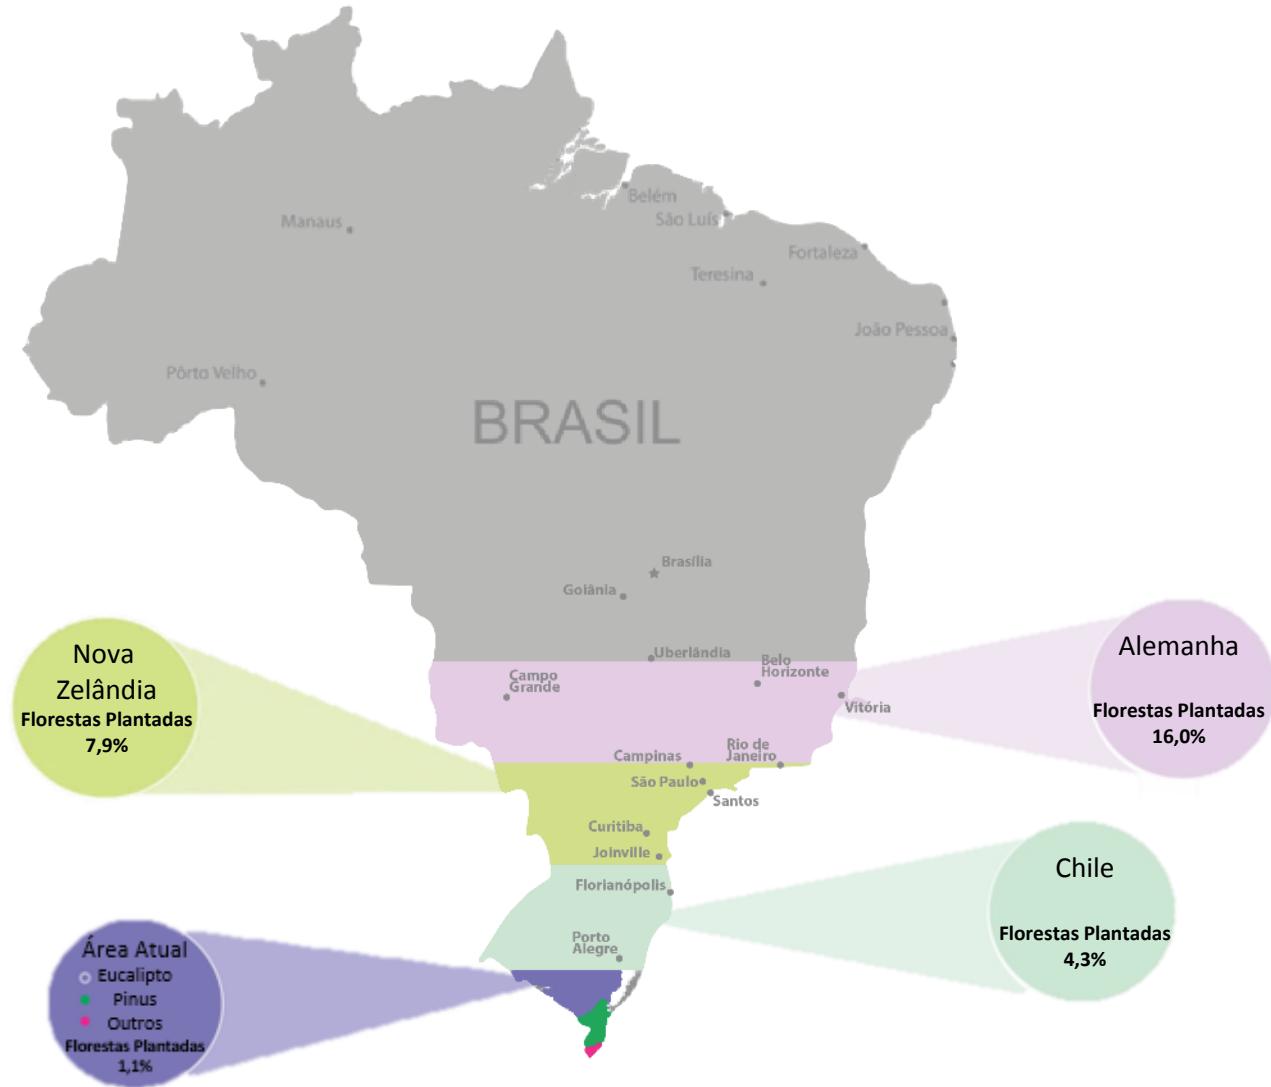 Belém
São Luís
Manaus
Fortaleza
Teresina
João Pessoa
Pôrto Velho
BRASIL
Brasília
Goiânia
Uberlândia
Belo
Horizonte
Campo
Grande
Vitória
Nova
Zelândia
Florestas Plantadas
7,9%
Alemanha
Florestas Plantadas
16,0%
Rio de
Janeiro
Campinas
São Paulo
Santos
Curitiba
Joinville
Florianópolis
Porto
Alegre
Chile
Florestas Plantadas
4,3%
Área Atual
Eucalipto
Pinus
Outros
Florestas Plantadas
1,1%